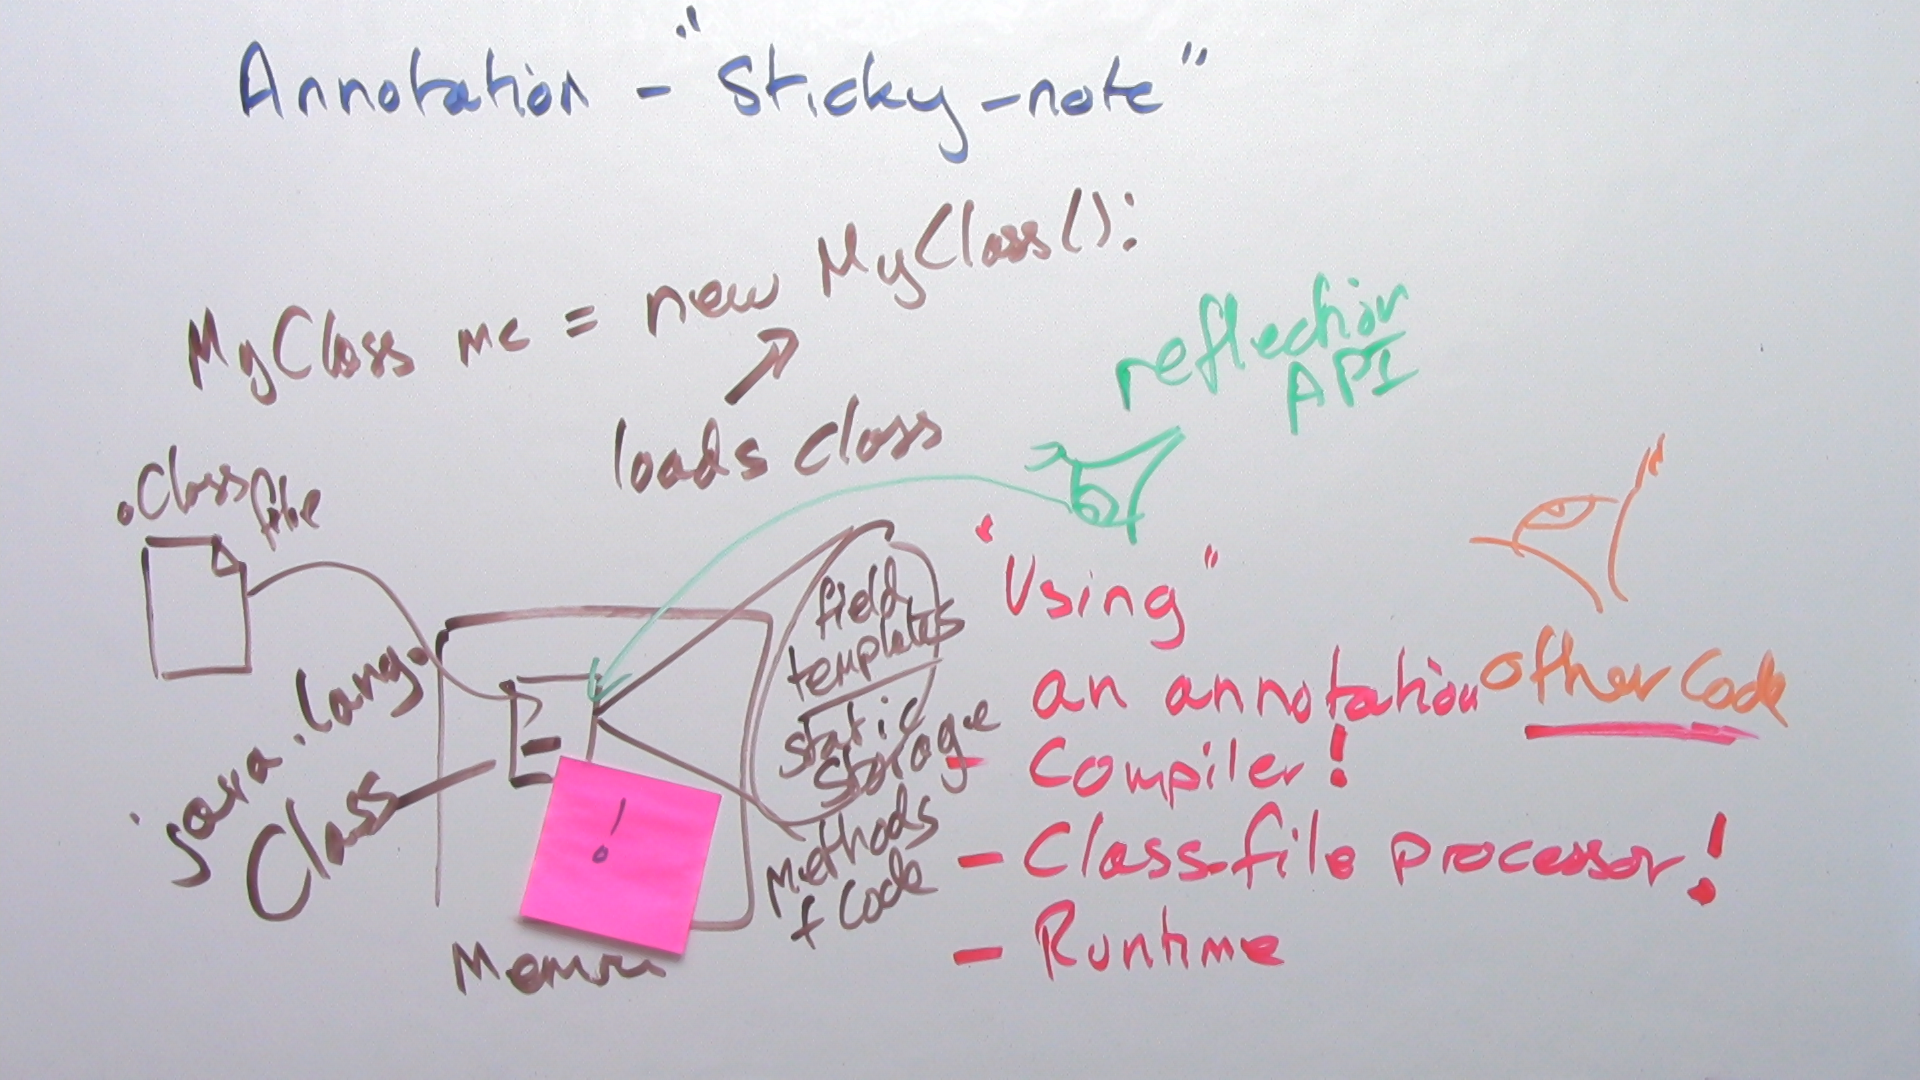 Annotation - "Sticky-note"
MyClass mc = new MyClass();
loads class
reflection
API
.Class file
java.lang.
Class
field
templates
static
storage
methods
+ Code
!
"Using"
an annotation
other code
- Compiler!
- Class-file processor!
- Runtime